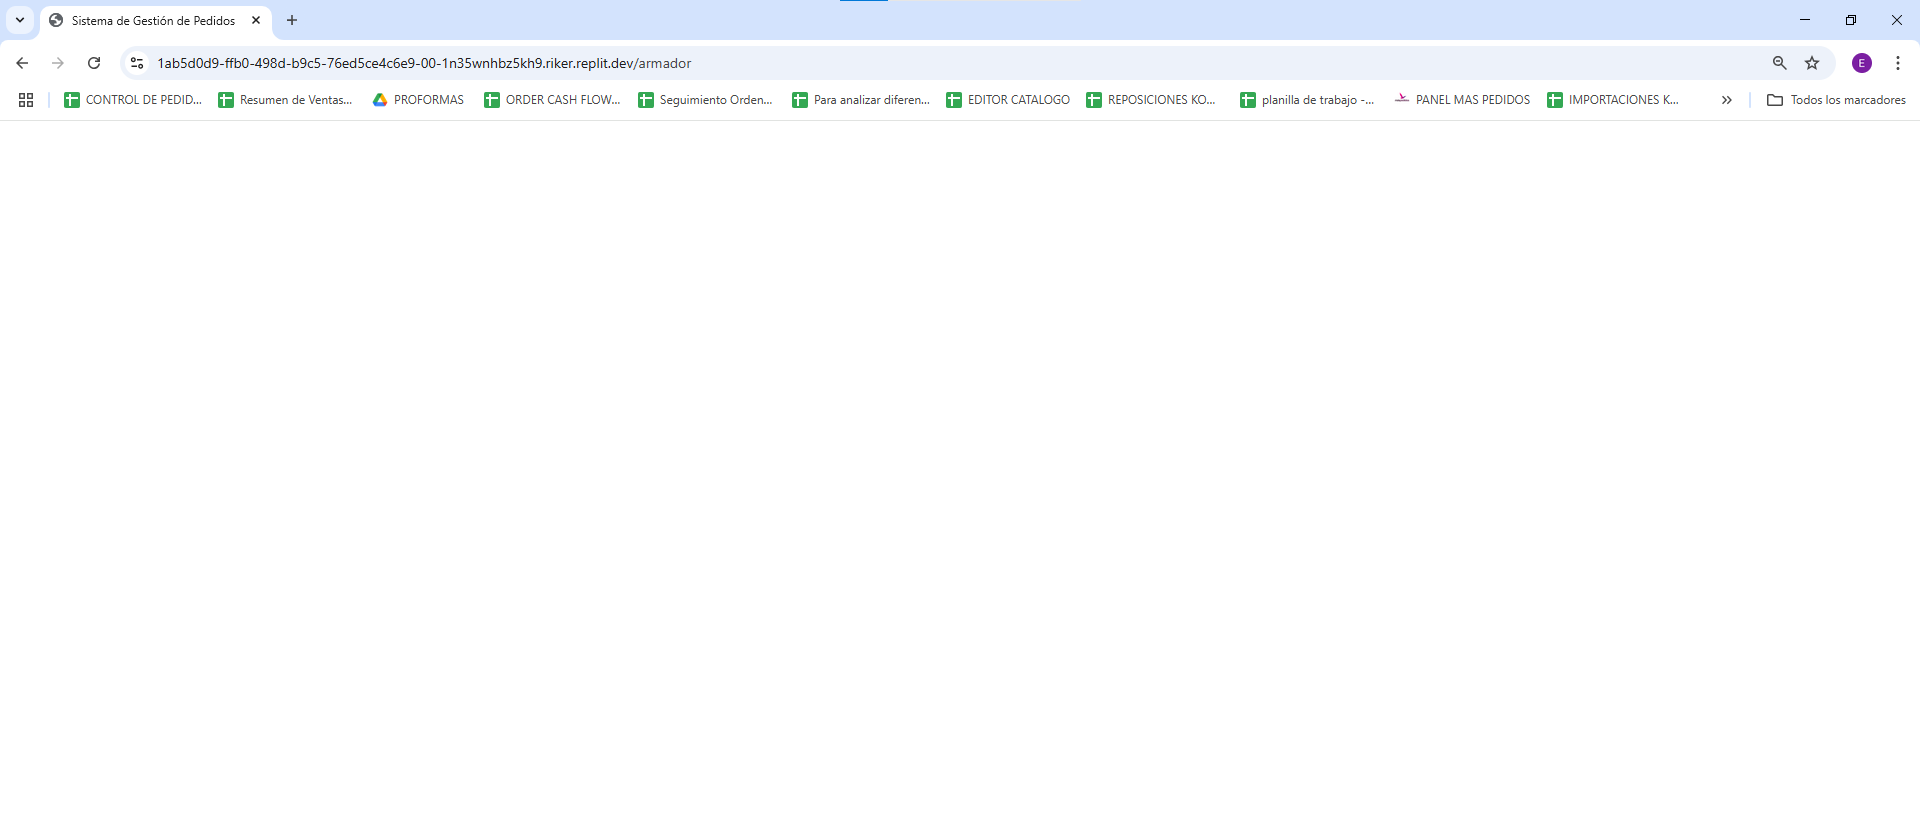 Sistema de Gestión de Pedidos
1ab5d0d9-ffb0-498d-b9c5-76ed5ce4c6e9-00-1n35wnhbz5kh9.riker.replit.dev/armador
E
CONTROL DE PEDID... Resumen de Ventas... PROFORMAS ORDER CASH FLOW... Seguimiento Orden... Para analizar diferen... EDITOR CATALOGO REPOSICIONES KO... planilla de trabajo -... PANEL MAS PEDIDOS IMPORTACIONES K... Todos los marcadores